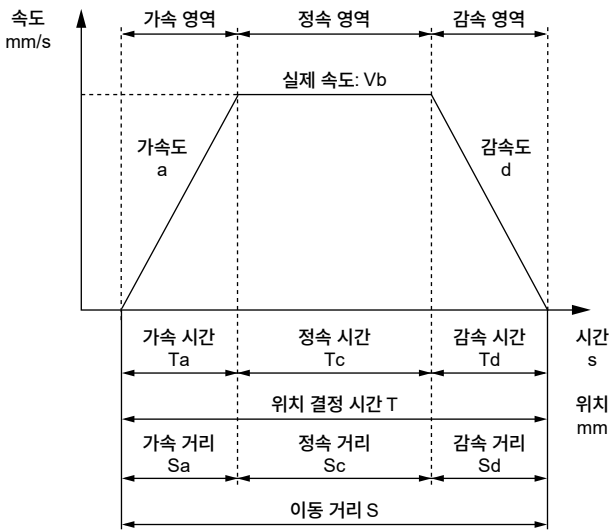 속도
mm/s
가속 영역
정속 영역
감속 영역
실제 속도: Vb
가속도
a
감속도
d
가속 시간
Ta
정속 시간
Tc
감속 시간
Td
시간
s
위치 결정 시간 T
위치
mm
가속 거리
Sa
정속 거리
Sc
감속 거리
Sd
이동 거리 S